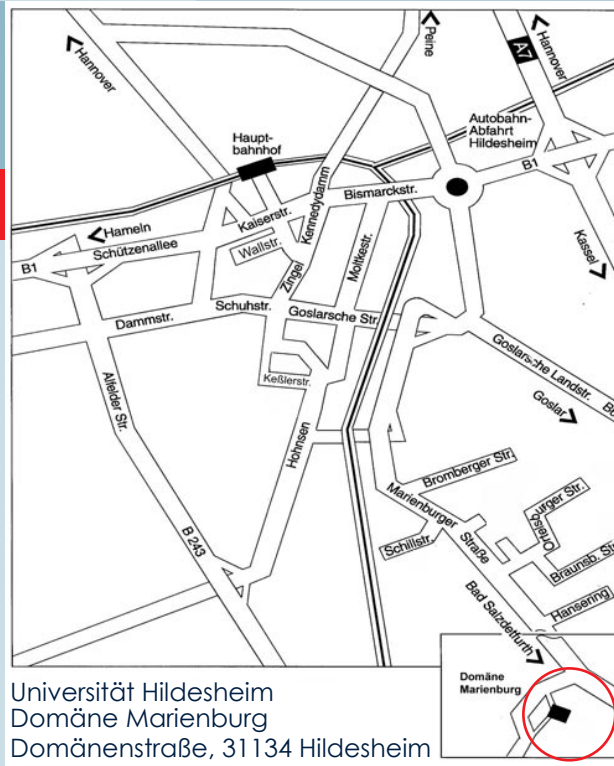 Hannover
Peine
A7
Hannover
Haupt-
bahnhof
Autobahn-
Abfahrt
Hildesheim
B1
Kennedydamm
Bismarckstr.
Hameln
Kaiserstr.
Schützenallee
Wallstr.
Moltkestr.
Kassel
B1
Zingel
Schuhstr.
Goslarsche Str.
Dammstr.
Goslarsche Landstr.
Goslar
Keßlerstr.
Alfelder Str.
Hohnsen
Bromberger Str.
Marienburger
Straße
Schillstr.
B 243
Braunsb. Str
Hansering
Bad Salzdetfurth
Domäne
Marienburg
Universität Hildesheim
Domäne Marienburg
Domänenstraße, 31134 Hildesheim